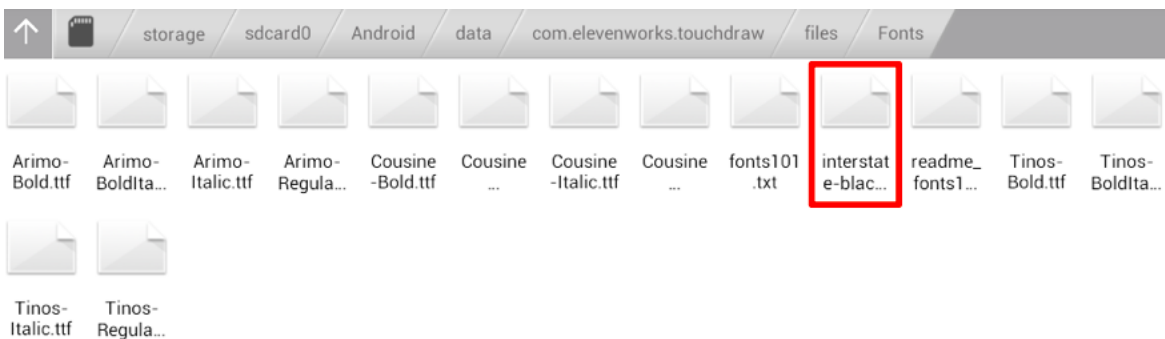 storage sdcard0 Android data com.elevenworks.touchdraw files Fonts
Arimo- Arimo- Arimo- Arimo- Cousine Cousine Cousine Cousine fonts101 interstat readme_ Tinos- Tinos-
Bold.ttf BoldIta... Italic.ttf Regula... -Bold.ttf ... -Italic.ttf ... .txt e-blac... fonts1... Bold.ttf BoldIta...
Tinos- Tinos-
Italic.ttf Regula...